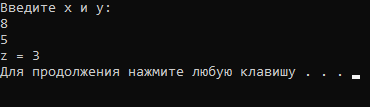 Введите x и y:
8
5
z = 3
Для продолжения нажмите любую клавишу . . .